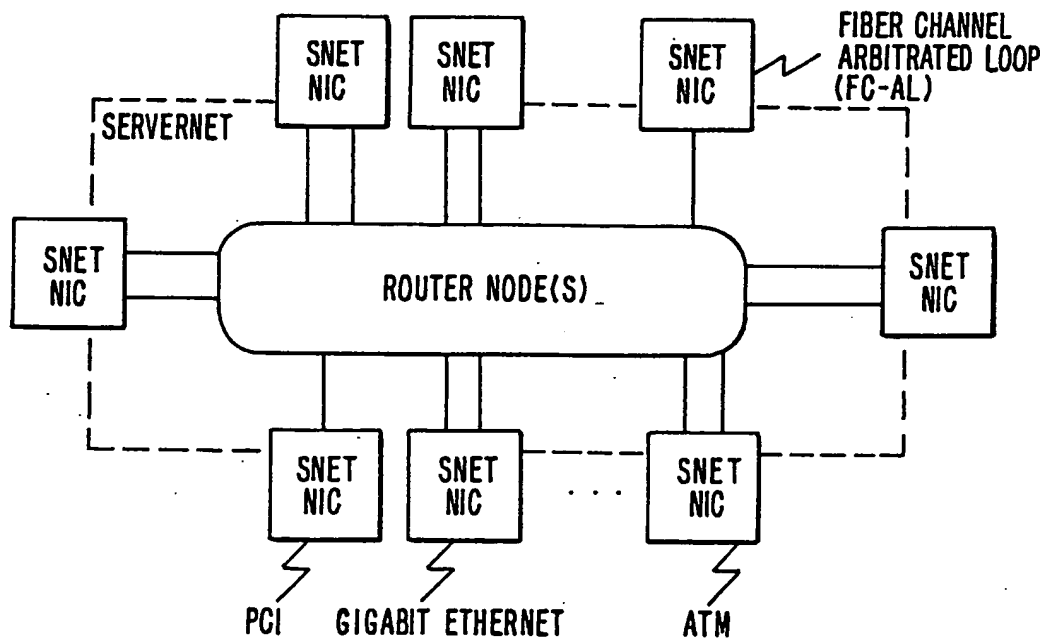 SNET
NIC
SNET
NIC
SNET
NIC
FIBER CHANNEL
ARBITRATED LOOP
(FC-AL)
SERVERNET
SNET
NIC
ROUTER NODE(S)
SNET
NIC
SNET
NIC
SNET
NIC
. . .
SNET
NIC
PCI
GIGABIT ETHERNET
ATM